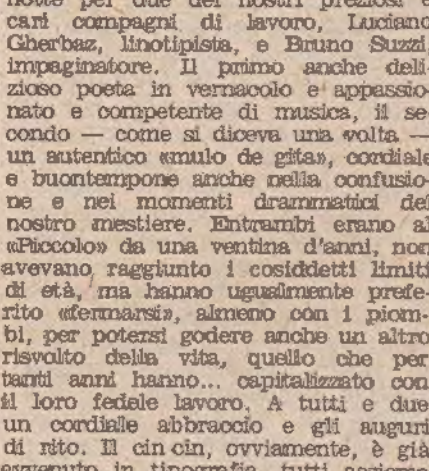 notte per due dei nostri preziosi e
cari compagni di lavoro, Luciano
Gherbaz, linotipista, e Bruno Suzzi,
impaginatore. Il primo anche deli-
zioso poeta in vernacolo e appassio-
nato e competente di musica, il se-
condo — come si diceva una volta —
un autentico «mulo de gita», cordiale
e buontempone anche nella confusio-
ne e nei momenti drammatici del
nostro mestiere. Entrambi erano al
«Piccolo» da una ventina d'anni, non
avevano raggiunto i cosiddetti limiti
di età, ma hanno ugualmente prefe-
rito «fermarsi», almeno con i piom-
bi, per potersi godere anche un altro
risvolto della vita, quello che per
tanti anni hanno... capitalizzato con
il loro fedele lavoro. A tutti e due
un cordiale abbraccio e gli auguri
di rito. Il cin cin, ovviamente, è già
avvenuto in tipografia, tutti